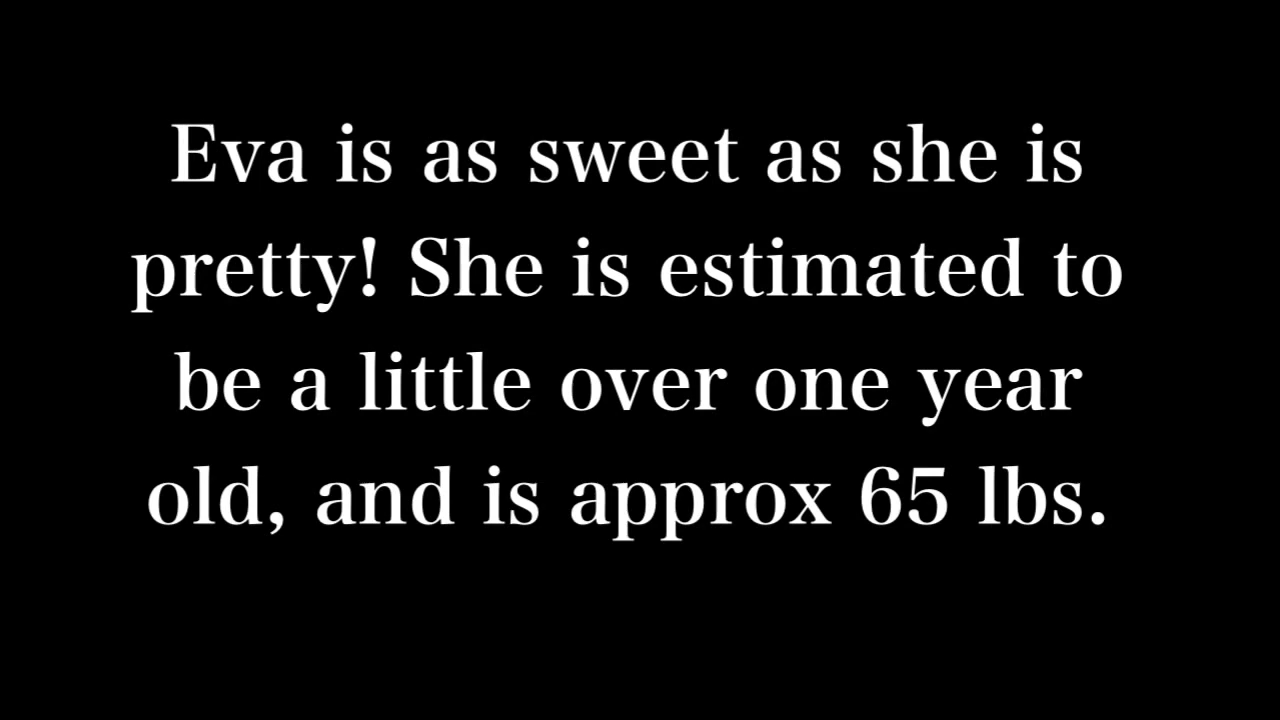 Eva is as sweet as she is
pretty! She is estimated to
be a little over one year
old, and is approx 65 lbs.